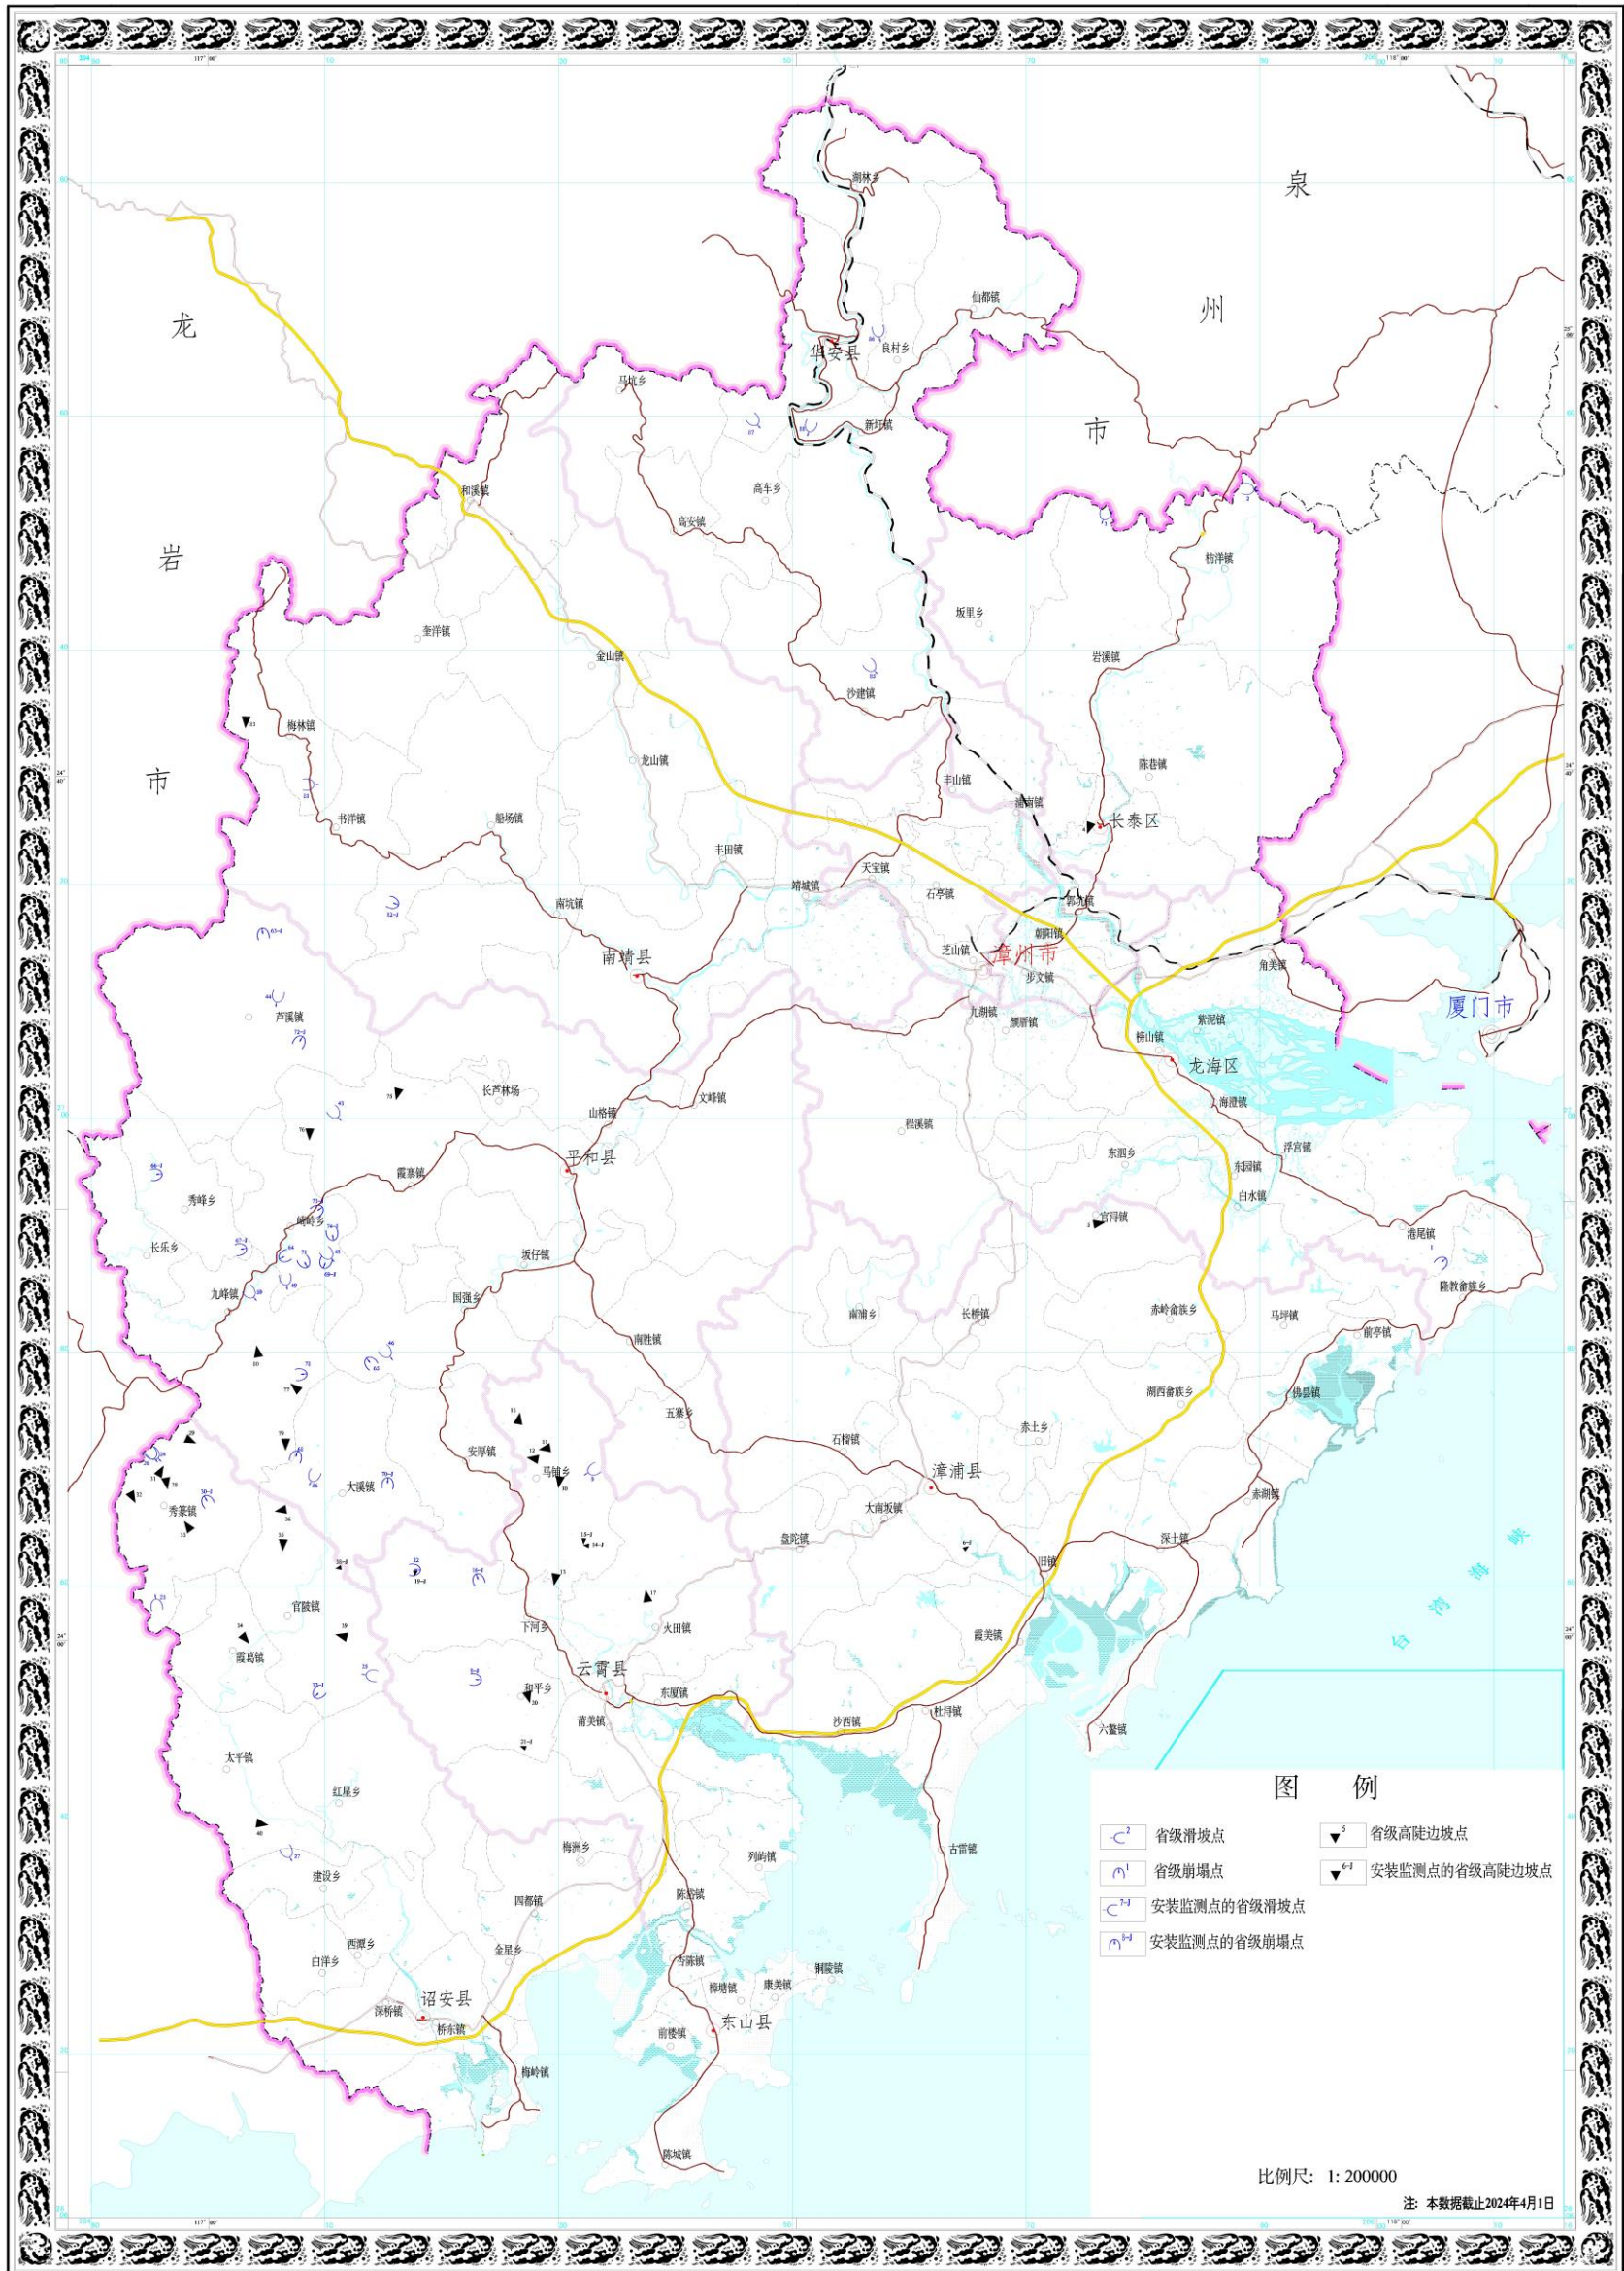 泉
湖林乡
仙都镇
州
龙
华安县
良村乡
马坑乡
新圩镇
市
高车乡
和溪镇
高安镇
岩
枋洋镇
坂里乡
奎洋镇
金山镇
岩溪镇
沙建镇
梅林镇
龙山镇
陈巷镇
市
丰山镇
浦南镇
书洋镇
船场镇
长泰区
丰田镇
天宝镇
靖城镇
石亭镇
南坑镇
郭坑镇
朝阳镇
芝山镇
漳州市
南靖县
角美镇
步文镇
厦门市
芦溪镇
九湖镇
颜厝镇
紫泥镇
榜山镇
龙海区
长芦林场
文峰镇
海澄镇
山格镇
程溪镇
浮宫镇
东泗乡
平和县
霞寨镇
东园镇
秀峰乡
白水镇
崎岭乡
官浔镇
港尾镇
长乐乡
坂仔镇
隆教畲族乡
九峰镇
国强乡
南浦乡
长桥镇
赤岭畲族乡
马坪镇
南胜镇
前亭镇
湖西畲族乡
佛昙镇
五寨乡
赤土乡
石榴镇
安厚镇
马铺乡
漳浦县
大溪镇
赤湖镇
秀篆镇
大南坂镇
盘陀镇
深土镇
旧镇
官陂镇
下河乡
火田镇
霞美镇
台湾海峡
霞葛镇
云霄县
和平乡
东厦镇
莆美镇
杜浔镇
沙西镇
六鳌镇
太平镇
红星乡
图 例
省级滑坡点
省级高陡边坡点
梅洲乡
古雷镇
列屿镇
省级崩塌点
安装监测点的省级高陡边坡点
建设乡
陈岱镇
四都镇
安装监测点的省级滑坡点
西潭乡
金星乡
安装监测点的省级崩塌点
白洋乡
杏陈镇
铜陵镇
康美镇
樟塘镇
诏安县
深桥镇
桥东镇
东山县
前楼镇
梅岭镇
陈城镇
比例尺: 1: 200000
注: 本数据截止2024年4月1日